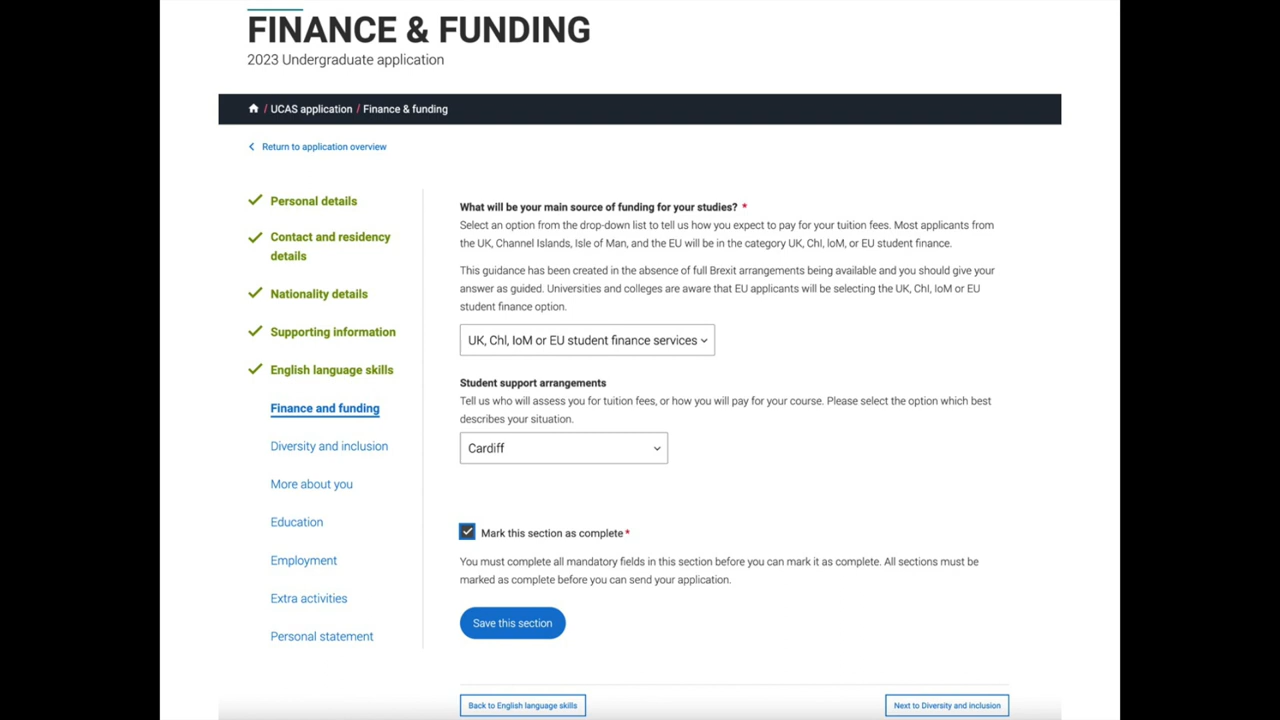 FINANCE & FUNDING
2023 Undergraduate application
/ UCAS application / Finance & funding
Return to application overview
Personal details
Contact and residency
details
Nationality details
Supporting information
English language skills
Finance and funding
Diversity and inclusion
More about you
Education
Employment
Extra activities
Personal statement
What will be your main source of funding for your studies? *
Select an option from the drop-down list to tell us how you expect to pay for your tuition fees. Most applicants from
the UK, Channel Islands, Isle of Man, and the EU will be in the category UK, ChI, IoM, or EU student finance.
This guidance has been created in the absence of full Brexit arrangements being available and you should give your
answer as guided. Universities and colleges are aware that EU applicants will be selecting the UK, ChI, IoM or EU
student finance option.
UK, ChI, IoM or EU student finance services
Student support arrangements
Tell us who will assess you for tuition fees, or how you will pay for your course. Please select the option which best
describes your situation.
Cardiff
Mark this section as complete *
You must complete all mandatory fields in this section before you can mark it as complete. All sections must be
marked as complete before you can send your application.
Save this section
Back to English language skills
Next to Diversity and inclusion